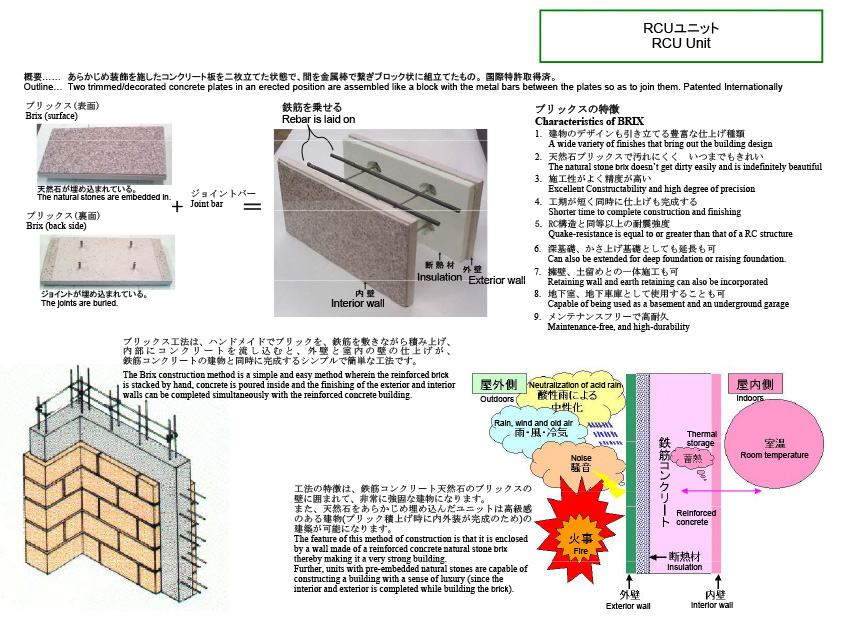 RCUユニット
RCU Unit
概要…… あらかじめ装飾を施したコンクリート板を二枚立てた状態で、間を金属棒で繋ぎブロック状に組立てたもの。 国際特許取得済。
Outline… Two trimmed/decorated concrete plates in an erected position are assembled like a block with the metal bars between the plates so as to join them. Patented Internationally
ブリックス（表面）
Brix (surface)
天然石が埋め込まれている。
The natural stones are embedded in.
ブリックス（裏面）
Brix (back side)
ジョイントが埋め込まれている。
The joints are buried.
+
ジョイントバー
Joint bar
=
鉄筋を乗せる
Rebar is laid on
断熱材
Insulation
外壁
Exterior wall
内壁
Interior wall
ブリックスの特徴
Characteristics of BRIX
1. 建物のデザインも引き立てる豊富な仕上げ種類
A wide variety of finishes that bring out the building design
2. 天然石ブリックスで汚れにくく いつまでもきれい
The natural stone brix doesn't get dirty easily and is indefinitely beautiful
3. 施工性がよく精度が高い
Excellent Constructability and high degree of precision
4. 工期が短く同時に仕上げも完成する
Shorter time to complete construction and finishing
5. RC構造と同等以上の耐震強度
Quake-resistance is equal to or greater than that of a RC structure
6. 深基礎、かさ上げ基礎としても延長も可
Can also be extended for deep foundation or raising foundation.
7. 擁壁、土留めとの一体施工も可
Retaining wall and earth retaining can also be incorporated
8. 地下室、地下車庫として使用することも可
Capable of being used as a basement and an underground garage
9. メンテナンスフリーで高耐久
Maintenance-free, and high-durability
ブリックス工法は、ハンドメイドでブリックを、鉄筋を敷きながら積み上げ、
内部にコンクリートを流し込むと、外壁と室内の壁の仕上げが、
鉄筋コンクリートの建物と同時に完成するシンプルで簡単な工法です。
The Brix construction method is a simple and easy method wherein the reinforced brick
is stacked by hand, concrete is poured inside and the finishing of the exterior and interior
walls can be completed simultaneously with the reinforced concrete building.
工法の特徴は、鉄筋コンクリート天然石のブリックスの
壁に囲まれて、非常に強固な建物になります。
また、天然石をあらかじめ埋め込んだユニットは高級感
のある建物(ブリック積上げ時に内外装が完成のため)の
建築が可能になります。
The feature of this method of construction is that it is enclosed
by a wall made of a reinforced concrete natural stone brix
thereby making it a very strong building.
Further, units with pre-embedded natural stones are capable of
constructing a building with a sense of luxury (since the
interior and exterior is completed while building the brick).
屋外側
Outdoors
Neutralization of acid rain
酸性雨による
中性化
Rain, wind and old air
雨・風・冷気
Noise
騒音
火事
Fire
鉄筋コンクリート
Thermal
storage
蓄熱
Reinforced
concrete
断熱材
Insulation
屋内側
Indoors
室温
Room temperature
外壁
Exterior wall
内壁
Interior wall